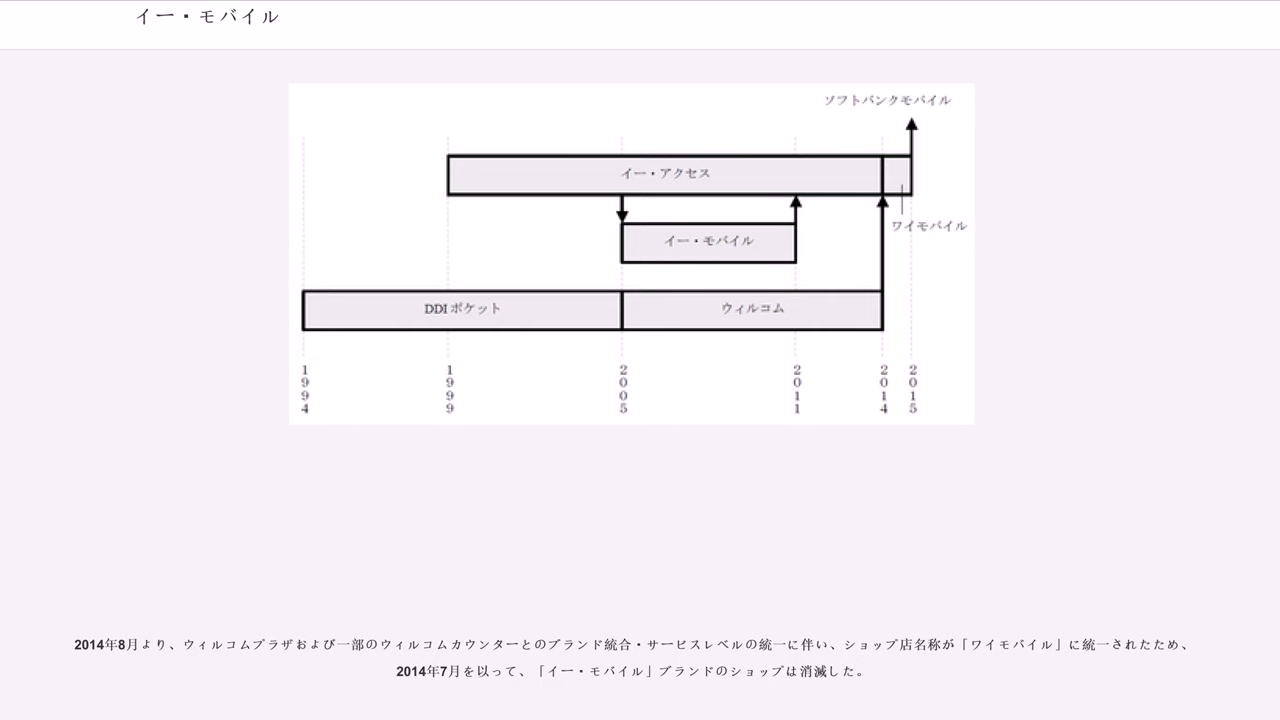 イー・モバイル
ソフトバンクモバイル
イー・アクセス
ワイモバイル
イー・モバイル
DDIポケット
ウィルコム
1994
1999
2005
2011
2014
2015
2014年8月より、ウィルコムプラザおよび一部のウィルコムカウンターとのブランド統合・サービスレベルの統一に伴い、ショップ店名称が「ワイモバイル」に統一されたため、
2014年7月を以って、「イー・モバイル」ブランドのショップは消滅した。